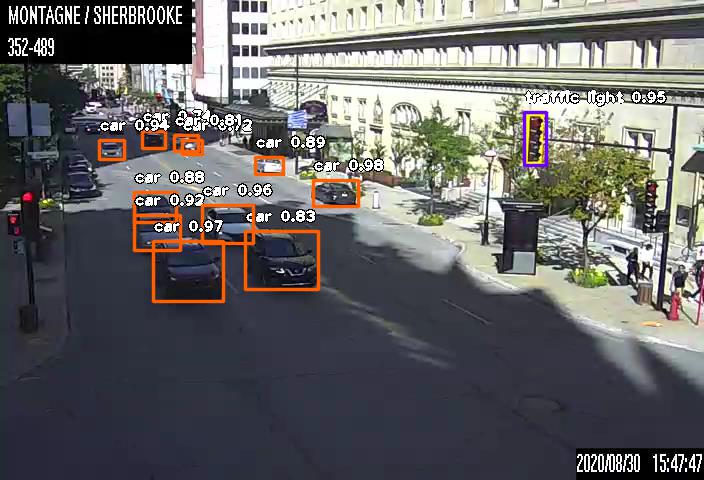 MONTAGNE / SHERBROOKE
352-489
traffic light 0.95
car 0.94
car 0.89
car 0.98
car 0.88
car 0.96
car 0.92
car 0.83
car 0.97
2020/08/30 15:47:47